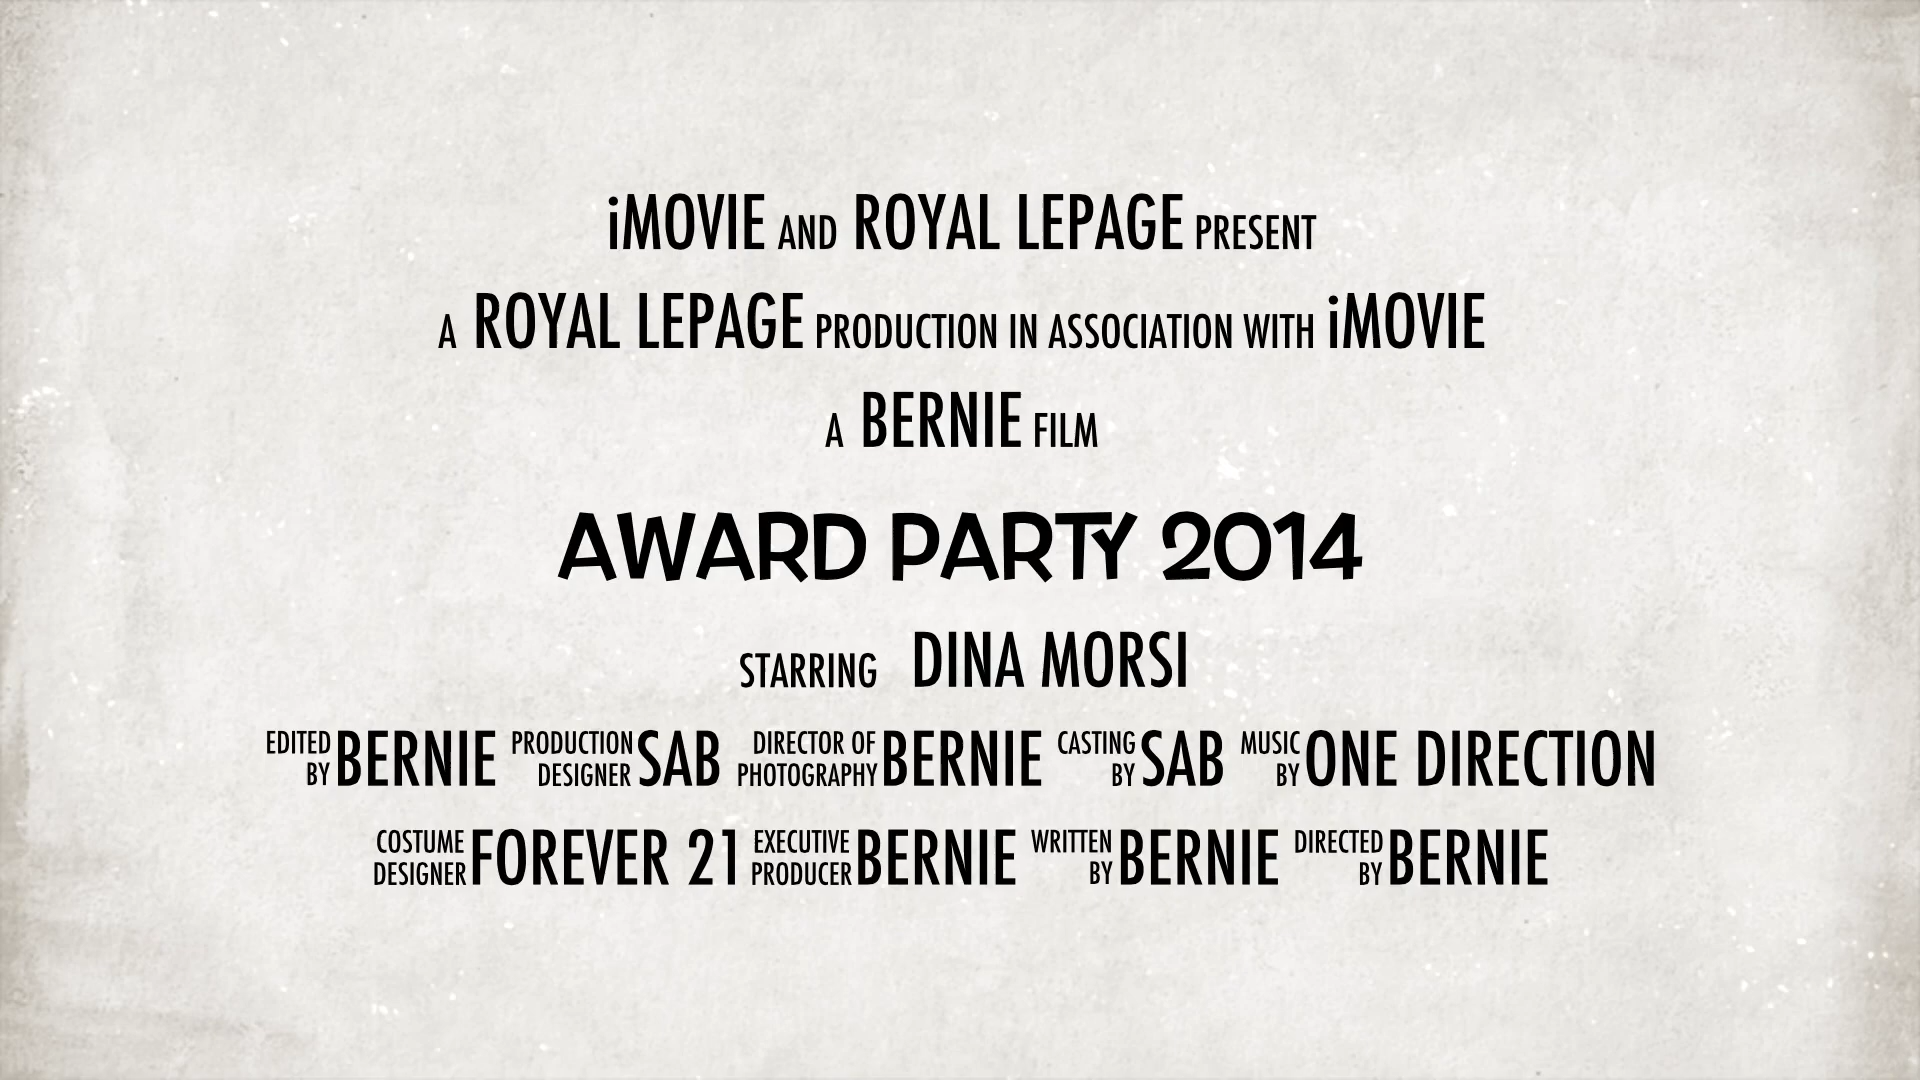 iMOVIE AND ROYAL LEPAGE PRESENT
A ROYAL LEPAGE PRODUCTION IN ASSOCIATION WITH iMOVIE
A BERNIE FILM
AWARD PARTY 2014
STARRING DINA MORSI
EDITED BY BERNIE PRODUCTION DESIGNER SAB DIRECTOR OF PHOTOGRAPHY BERNIE CASTING BY SAB MUSIC BY ONE DIRECTION
COSTUME DESIGNER FOREVER 21 EXECUTIVE PRODUCER BERNIE WRITTEN BY BERNIE DIRECTED BY BERNIE